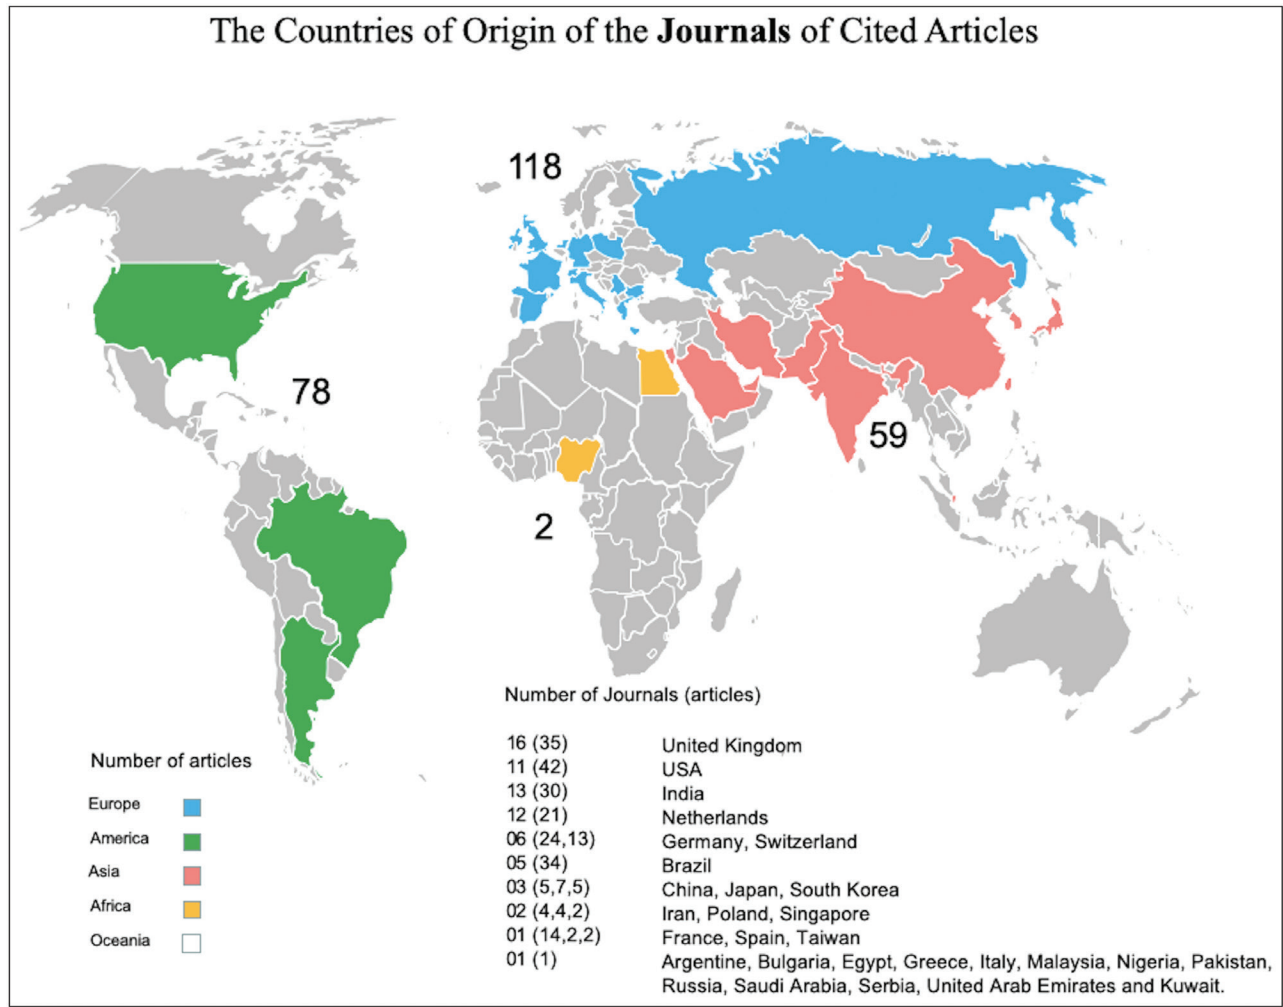 The Countries of Origin of the Journals of Cited Articles
118
78
59
2
Number of articles
Europe
America
Asia
Africa
Oceania
Number of Journals (articles)
16 (35) United Kingdom
11 (42) USA
13 (30) India
12 (21) Netherlands
06 (24,13) Germany, Switzerland
05 (34) Brazil
03 (5,7,5) China, Japan, South Korea
02 (4,4,2) Iran, Poland, Singapore
01 (14,2,2) France, Spain, Taiwan
01 (1) Argentine, Bulgaria, Egypt, Greece, Italy, Malaysia, Nigeria, Pakistan,
Russia, Saudi Arabia, Serbia, United Arab Emirates and Kuwait.